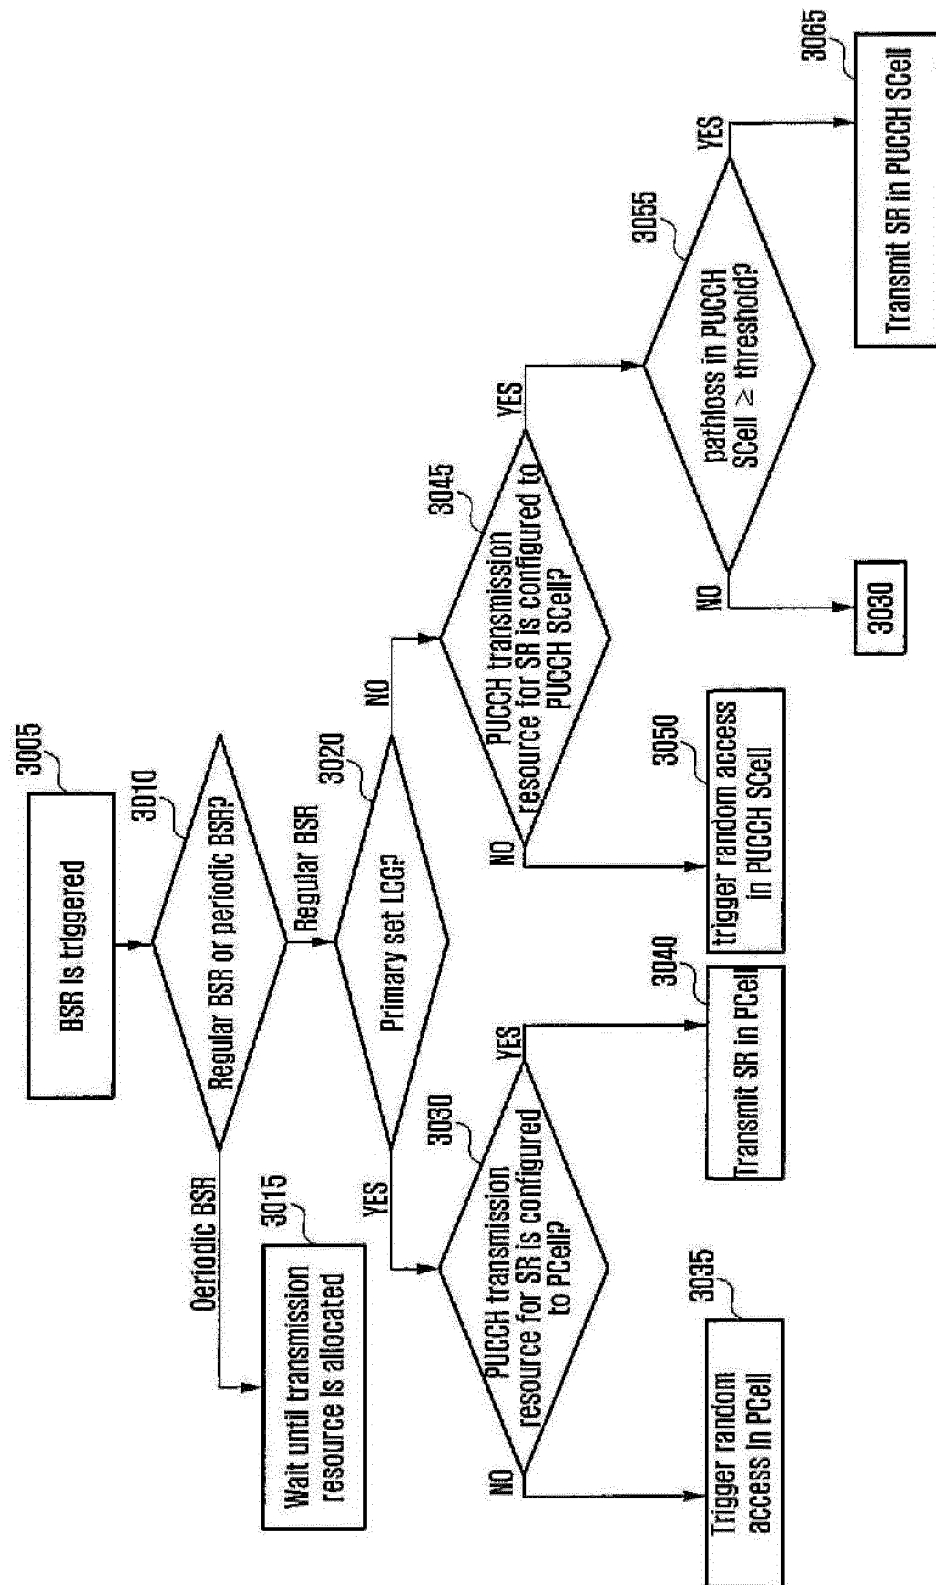 BSR is triggered
3005
Regular BSR or periodic BSR?
3010
Oeriodic BSR
Regular BSR
Wait until transmission
resource is allocated
3015
Primary set LCG?
3020
YES
NO
PUCCH transmission
resource for SR is configured
to PCell?
3030
PUCCH transmission
resource for SR is configured to
PUCCH SCell?
3045
NO
YES
NO
YES
Trigger random
access in PCell
3035
Transmit SR in PCell
3040
trigger random access
in PUCCH SCell
3050
pathloss in PUCCH
SCell ≥ threshold?
3055
NO
YES
3030
Transmit SR in PUCCH SCell
3065